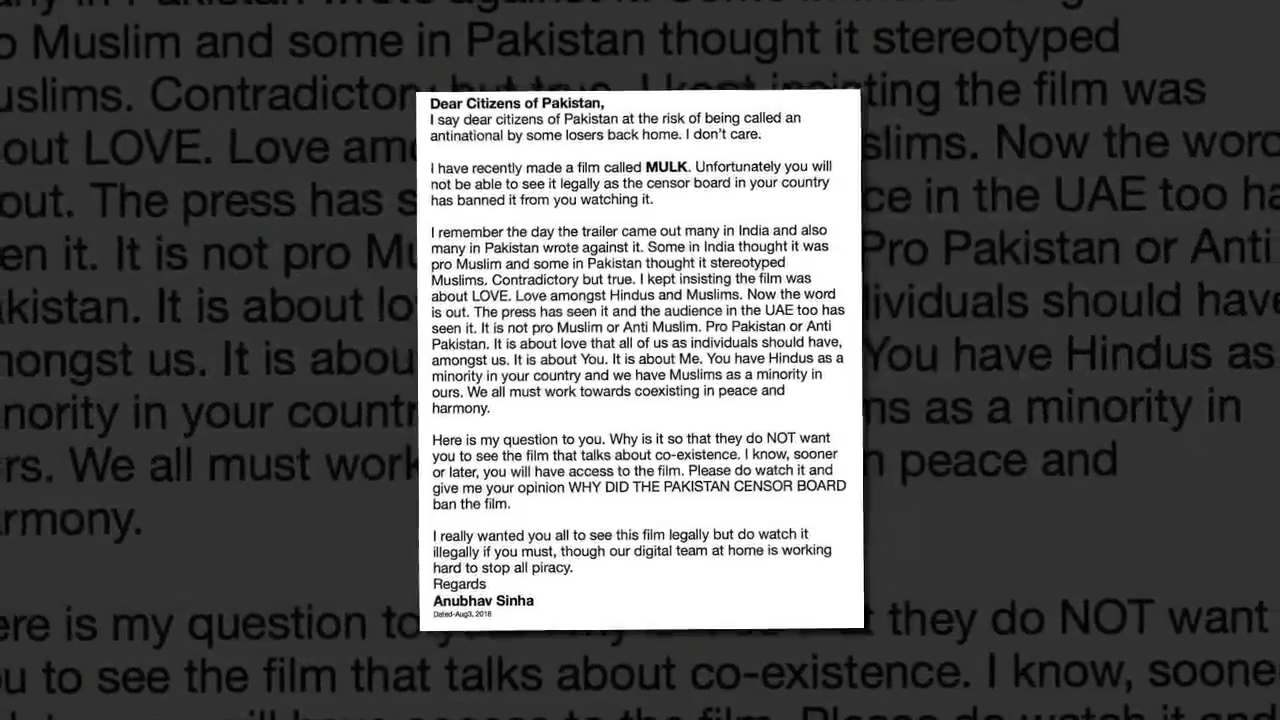 Dear Citizens of Pakistan,
I say dear citizens of Pakistan at the risk of being called an
antinational by some losers back home. I don't care.
I have recently made a film called MULK. Unfortunately you will
not be able to see it legally as the censor board in your country
has banned it from you watching it.
I remember the day the trailer came out many in India and also
many in Pakistan wrote against it. Some in India thought it was
pro Muslim and some in Pakistan thought it stereotyped
Muslims. Contradictory but true. I kept insisting the film was
about LOVE. Love amongst Hindus and Muslims. Now the word
is out. The press has seen it and the audience in the UAE too has
seen it. It is not pro Muslim or Anti Muslim. Pro Pakistan or Anti
Pakistan. It is about love that all of us as individuals should have,
amongst us. It is about You. It is about Me. You have Hindus as a
minority in your country and we have Muslims as a minority in
ours. We all must work towards coexisting in peace and
harmony.
Here is my question to you. Why is it so that they do NOT want
you to see the film that talks about co-existence. I know, sooner
or later, you will have access to the film. Please do watch it and
give me your opinion WHY DID THE PAKISTAN CENSOR BOARD
ban the film.
I really wanted you all to see this film legally but do watch it
illegally if you must, though our digital team at home is working
hard to stop all piracy.
Regards
Anubhav Sinha
Dated-Aug3, 2018